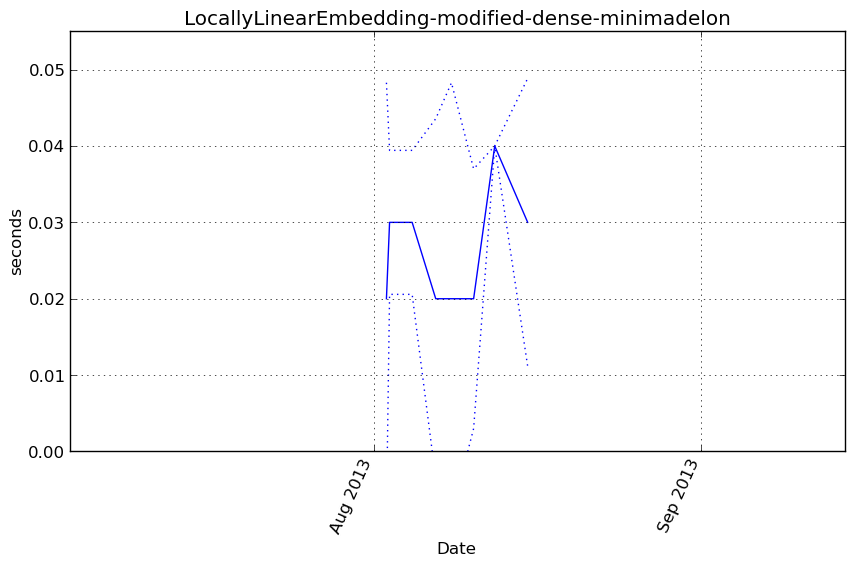 LocallyLinearEmbedding-modified-dense-minimadelon
0.05
0.04
0.03
0.02
0.01
0.00
seconds
Aug 2013
Sep 2013
Date